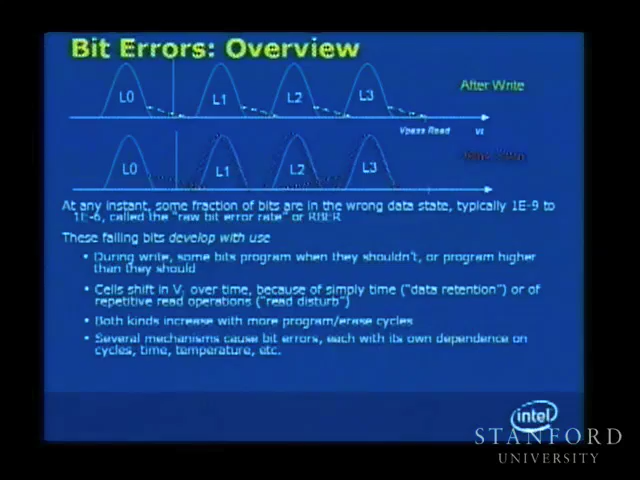 Bit Errors: Overview
L0 L1 L2 L3
After Write
Vpass Read Vt
L0 L1 L2 L3
At any instant, some fraction of bits are in the wrong data state, typically 1E-9 to
1E-6, called the "raw bit error rate" or RBER
These failing bits develop with use
• During write, some bits program when they shouldn't, or program higher
than they should
• Cells shift in Vt over time, because of simply time ("data retention") or of
repetitive read operations ("read disturb")
• Both kinds increase with more program/erase cycles
• Several mechanisms cause bit errors, each with its own dependence on
cycles, time, temperature, etc.
intel
STANFORD
UNIVERSITY